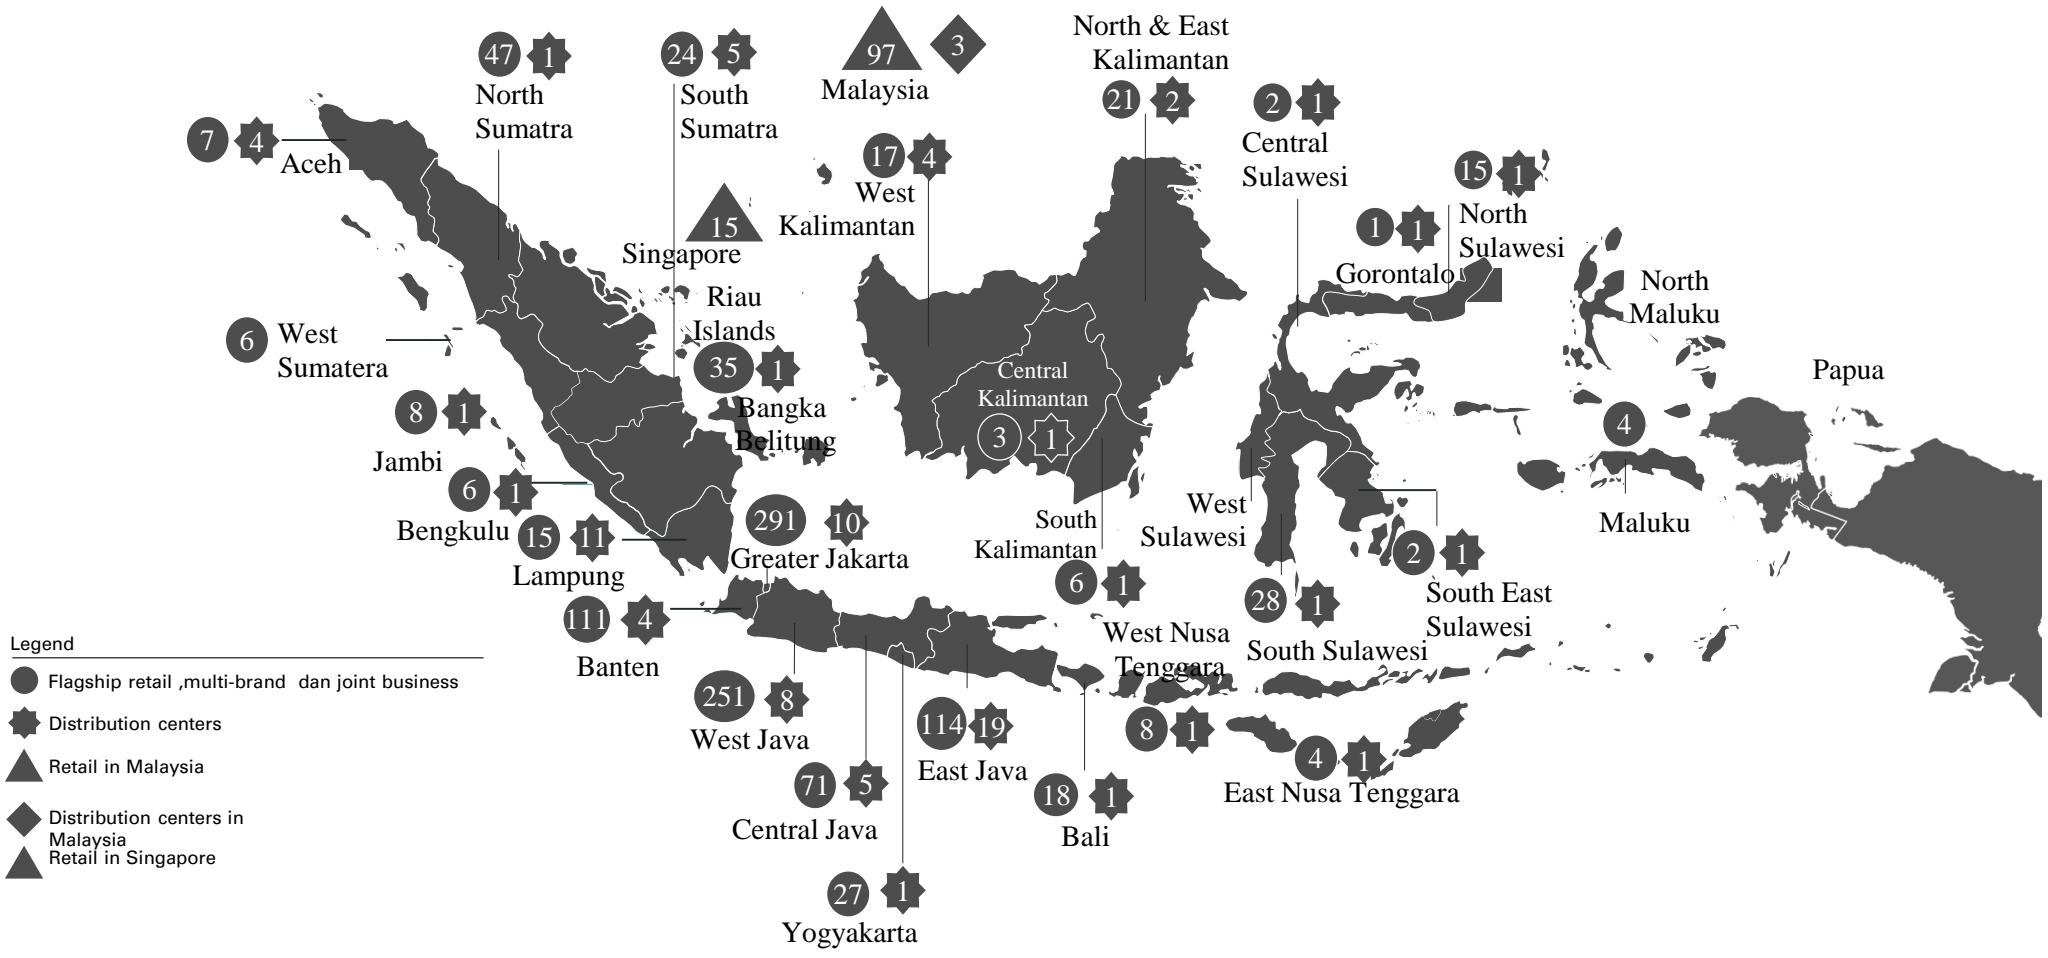 47 1
North
Sumatra
24 5
South
Sumatra
97 3
Malaysia
North & East
Kalimantan
21 2
2 1
Central
Sulawesi
7 4
Aceh
17 4
West
Kalimantan
15 1
North
Sulawesi
15
Singapore
1 1
Gorontalo
North
Maluku
Riau
Islands
35 1
6
West
Sumatera
Bangka
Belitung
Central
Kalimantan
3 1
Papua
8 1
Jambi
4
Maluku
6 1
Bengkulu
15 11
Lampung
291 10
Greater Jakarta
South
Kalimantan
6 1
West
Sulawesi
28 1
South Sulawesi
2 1
South East
Sulawesi
111 4
Banten
West Nusa
Tenggara
8 1
251 8
West Java
114 19
East Java
4 1
East Nusa Tenggara
71 5
Central Java
18 1
Bali
27 1
Yogyakarta
Legend
Flagship retail ,multi-brand dan joint business
Distribution centers
Retail in Malaysia
Distribution centers in
Malaysia
Retail in Singapore